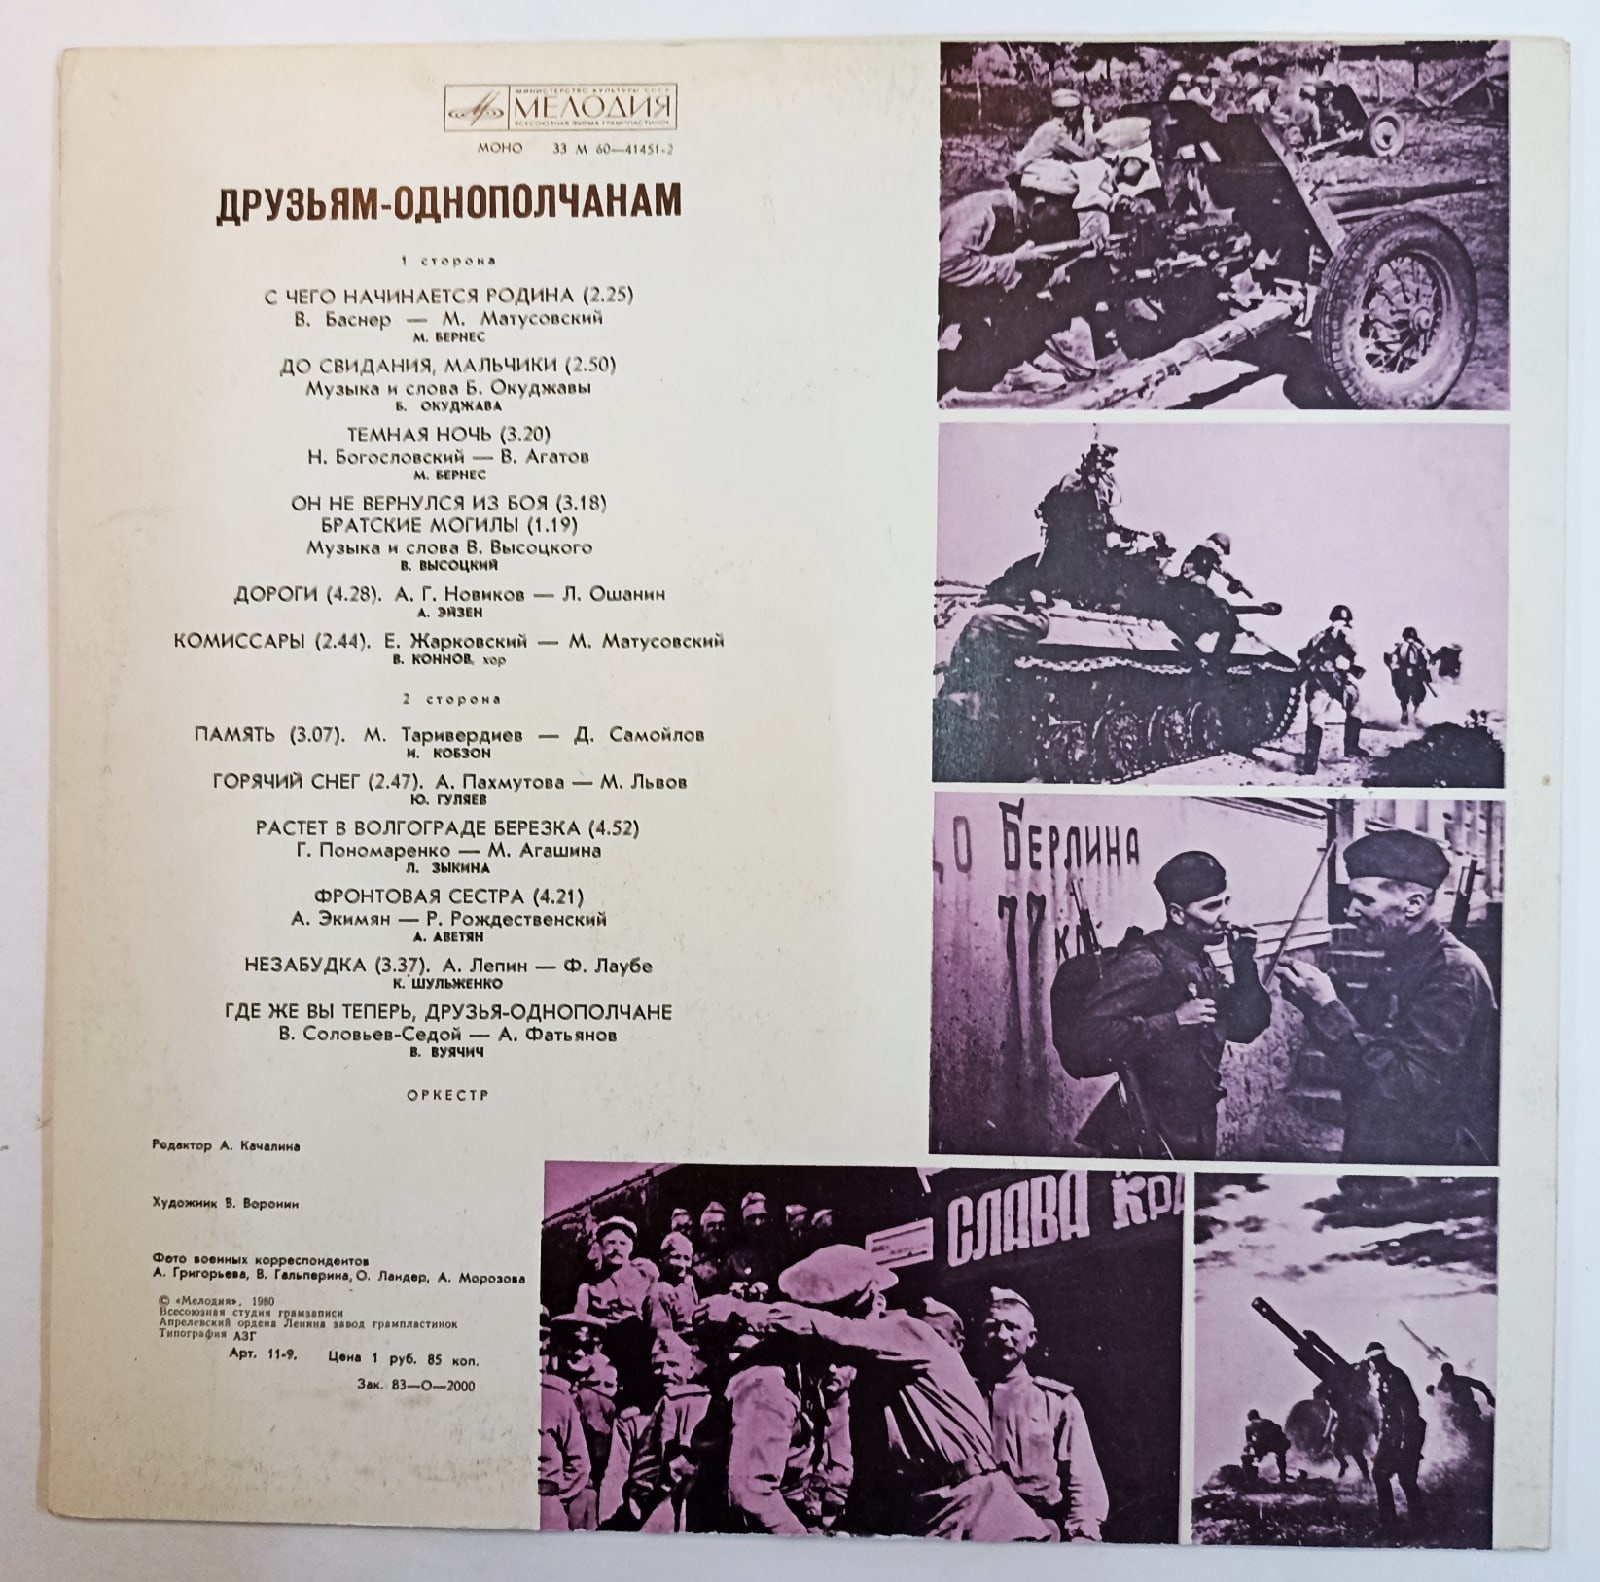 МИНИСТЕРСТВО КУЛЬТУРЫ СССР
МЕЛОДИЯ
ВСЕСОЮЗНАЯ ФИРМА ГРАМПЛАСТИНОК
МОНО 33 М 60—41451-2
ДРУЗЬЯМ-ОДНОПОЛЧАНАМ
1 сторона
С ЧЕГО НАЧИНАЕТСЯ РОДИНА (2.25)
В. Баснер — М. Матусовский
М. БЕРНЕС
ДО СВИДАНИЯ, МАЛЬЧИКИ (2.50)
Музыка и слова Б. Окуджавы
Б. ОКУДЖАВА
ТЕМНАЯ НОЧЬ (3.20)
Н. Богословский — В. Агатов
М. БЕРНЕС
ОН НЕ ВЕРНУЛСЯ ИЗ БОЯ (3.18)
БРАТСКИЕ МОГИЛЫ (1.19)
Музыка и слова В. Высоцкого
В. ВЫСОЦКИЙ
ДОРОГИ (4.28). А. Г. Новиков — Л. Ошанин
А. ЭЙЗЕН
КОМИССАРЫ (2.44). Е. Жарковский — М. Матусовский
В. КОННОВ, хор
2 сторона
ПАМЯТЬ (3.07). М. Таривердиев — Д. Самойлов
И. КОБЗОН
ГОРЯЧИЙ СНЕГ (2.47). А. Пахмутова — М. Львов
Ю. ГУЛЯЕВ
РАСТЕТ В ВОЛГОГРАДЕ БЕРЕЗКА (4.52)
Г. Пономаренко — М. Агашина
Л. ЗЫКИНА
ФРОНТОВАЯ СЕСТРА (4.21)
А. Экимян — Р. Рождественский
А. АВЕТЯН
НЕЗАБУДКА (3.37). А. Лепин — Ф. Лаубе
К. ШУЛЬЖЕНКО
ГДЕ ЖЕ ВЫ ТЕПЕРЬ, ДРУЗЬЯ-ОДНОПОЛЧАНЕ
В. Соловьев-Седой — А. Фатьянов
В. ВУЯЧИЧ
ОРКЕСТР
Редактор А. Качалина
Художник В. Воронин
Фото военных корреспондентов
А. Григорьева, В. Гальперина, О. Ландер, А. Морозова
© «Мелодия», 1980
Всесоюзная студия грамзаписи
Апрелевский ордена Ленина завод грампластинок
Типография АЗГ
Арт. 11-9. Цена 1 руб. 85 коп.
Зак. 83—О—2000
ДО БЕРЛИНА
77 км
СЛАВА КРА